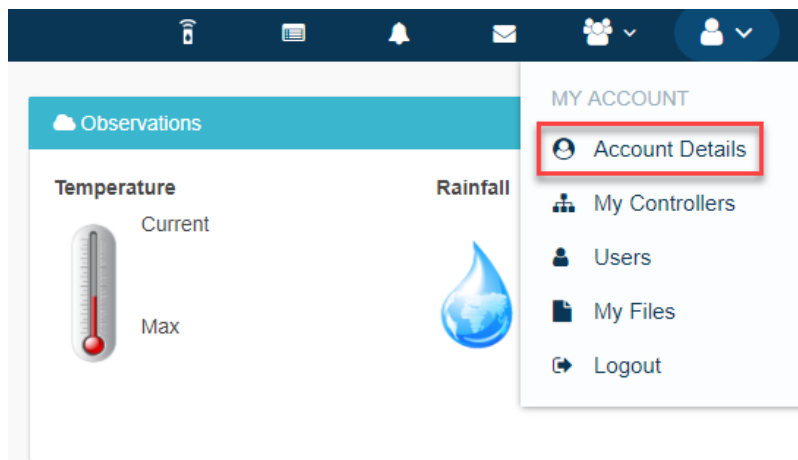 MY ACCOUNT
Account Details
My Controllers
Users
My Files
Logout
Observations
Temperature
Current
Max
Rainfall